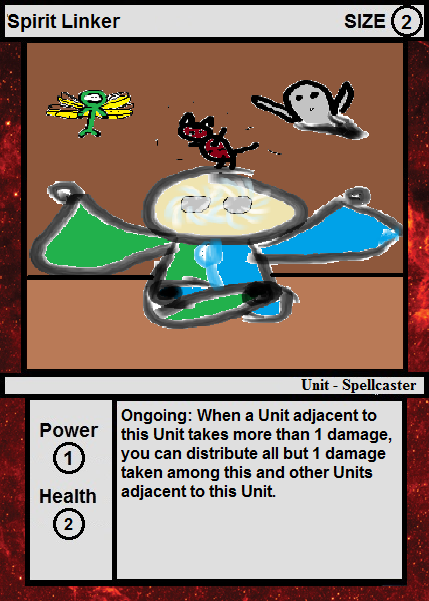 Spirit Linker SIZE 2
Unit - Spellcaster
Power
1
Health
2
Ongoing: When a Unit adjacent to
this Unit takes more than 1 damage,
you can distribute all but 1 damage
taken among this and other Units
adjacent to this Unit.